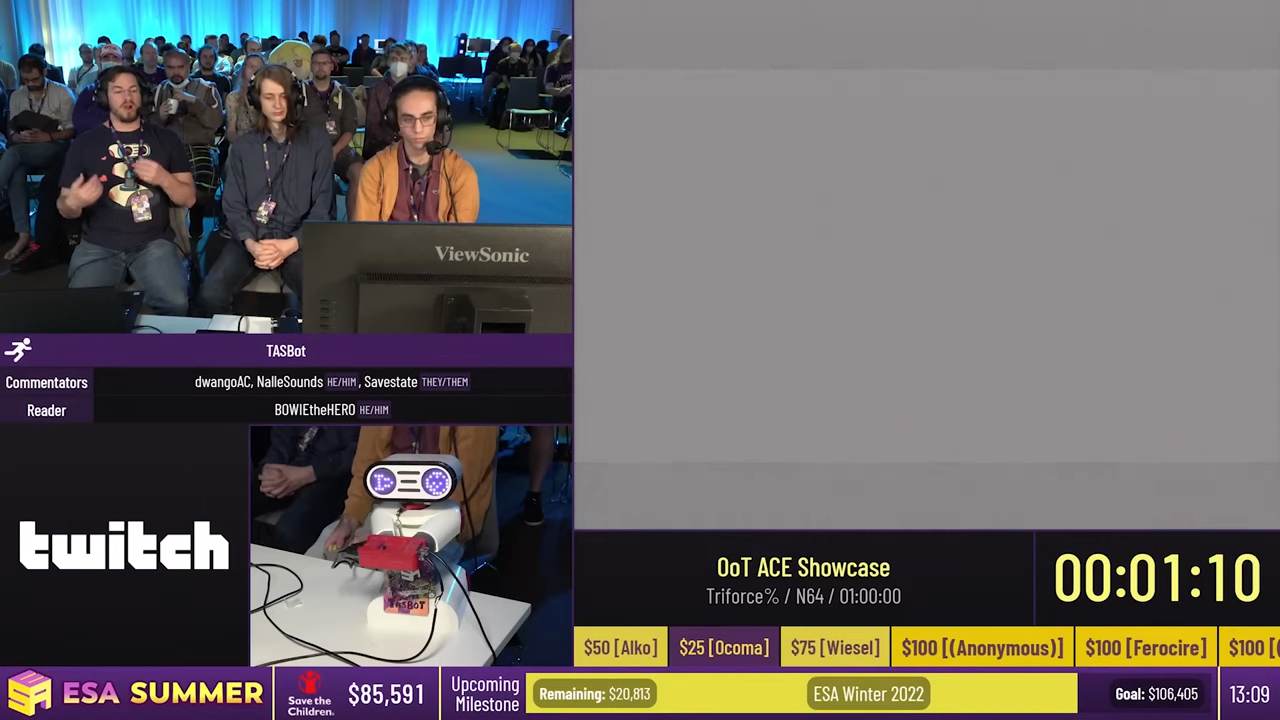 ViewSonic
TASBot
Commentators
dwangoAC, NalleSounds HE/HIM, Savestate THEY/THEM
Reader
BOWIEtheHERO HE/HIM
twitch
TASBOT
OoT ACE Showcase
Triforce% / N64 / 01:00:00
00:01:10
$50 [Alko]
$25 [Ocoma]
$75 [Wiesel]
$100 [(Anonymous)]
$100 [Ferocire]
$100 [(
ESA SUMMER
Save the
Children.
$85,591
Upcoming
Milestone
Remaining: $20,813
ESA Winter 2022
Goal: $106,405
13:09